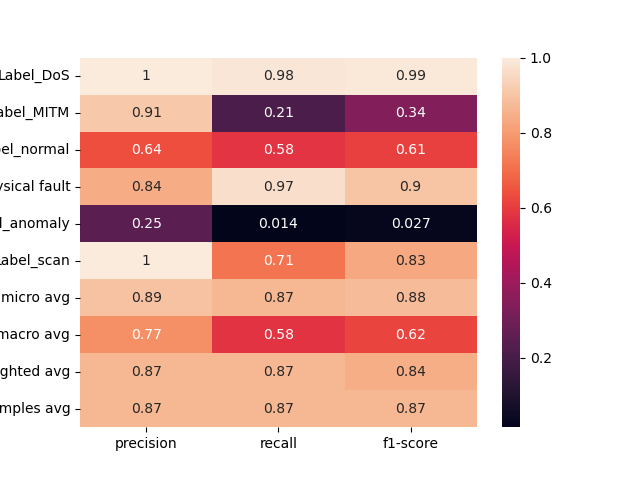 Label_DoS 1 0.98 0.99 1.0
abel_MITM 0.91 0.21 0.34
bel_normal 0.64 0.58 0.61 0.8
ysical fault 0.84 0.97 0.9
l_anomaly 0.25 0.014 0.027 0.6
Label_scan 1 0.71 0.83
micro avg 0.89 0.87 0.88 0.4
macro avg 0.77 0.58 0.62
ghted avg 0.87 0.87 0.84 0.2
mples avg 0.87 0.87 0.87
precision recall f1-score